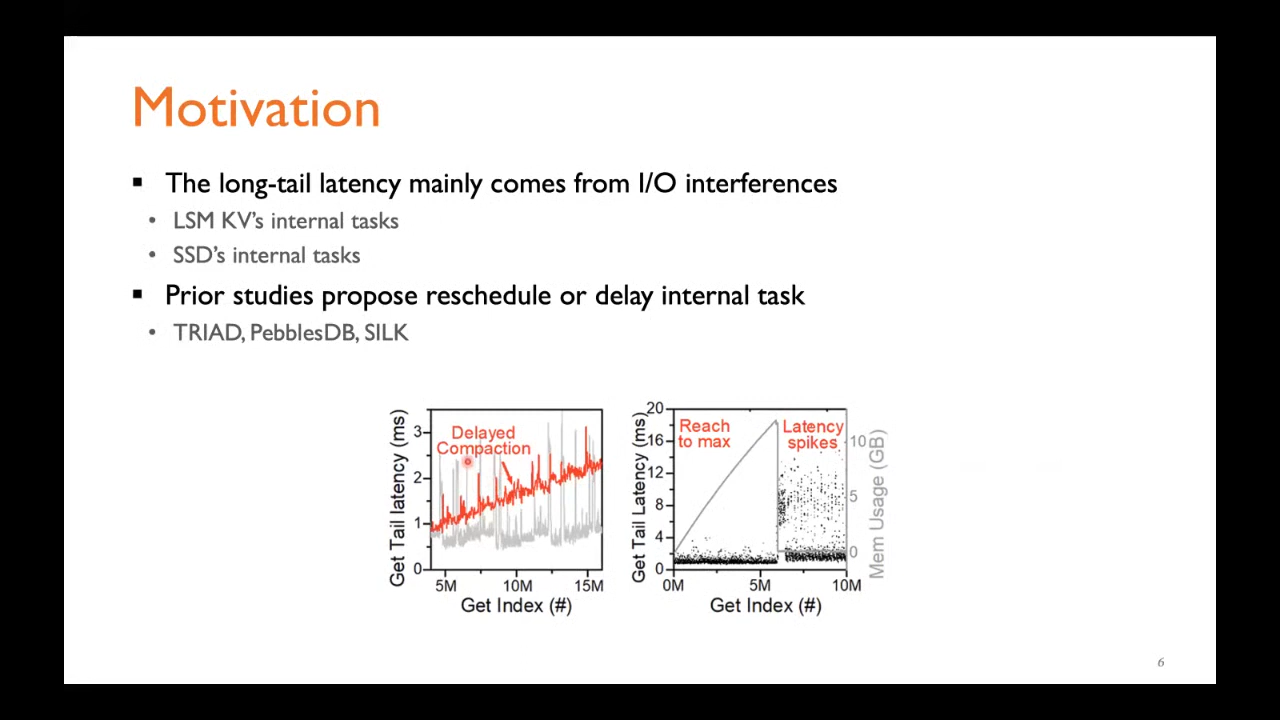 Motivation
The long-tail latency mainly comes from I/O interferences
LSM KV's internal tasks
SSD's internal tasks
Prior studies propose reschedule or delay internal task
TRIAD, PebblesDB, SILK
Get Tail latency (ms)
3
2
1
0
Delayed
Compaction
5M
10M
15M
Get Index (#)
Get Tail Latency (ms)
20
16
12
8
4
0
Reach
to max
Latency
spikes
10
5
0
Mem Usage (GB)
0M
5M
10M
Get Index (#)
6